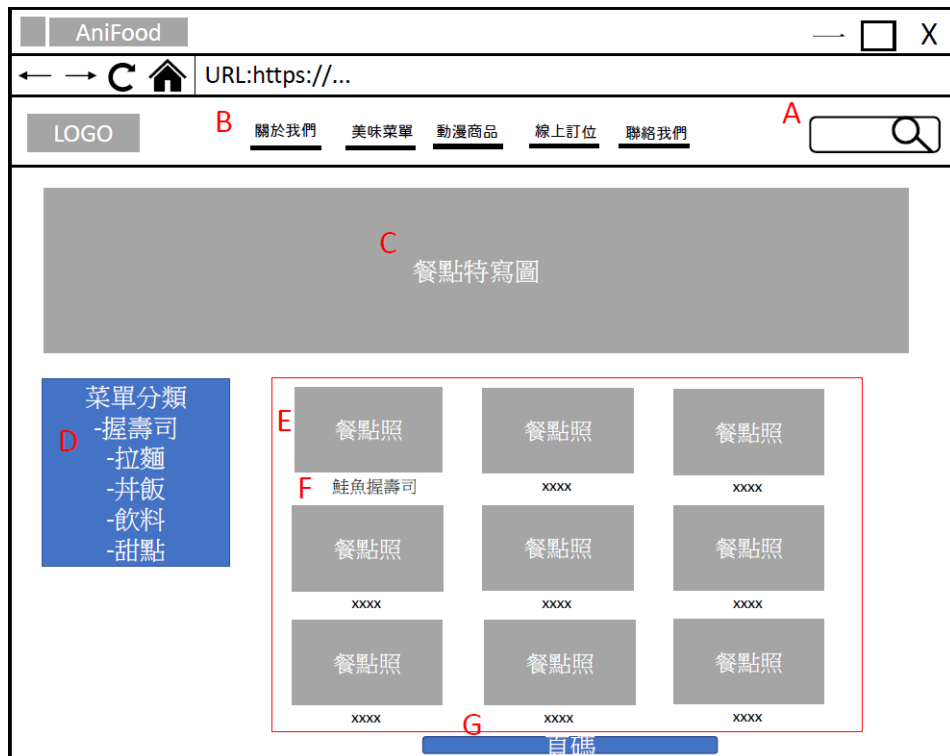 AniFood
X
URL:https://...
LOGO
B
關於我們
美味菜單
動漫商品
線上訂位
聯絡我們
A
C
餐點特寫圖
D
菜單分類
-握壽司
-拉麵
-丼飯
-飲料
-甜點
E
餐點照
餐點照
餐點照
F
鮭魚握壽司
xxxx
xxxx
餐點照
餐點照
餐點照
xxxx
xxxx
xxxx
餐點照
餐點照
餐點照
xxxx
xxxx
xxxx
G
頁碼